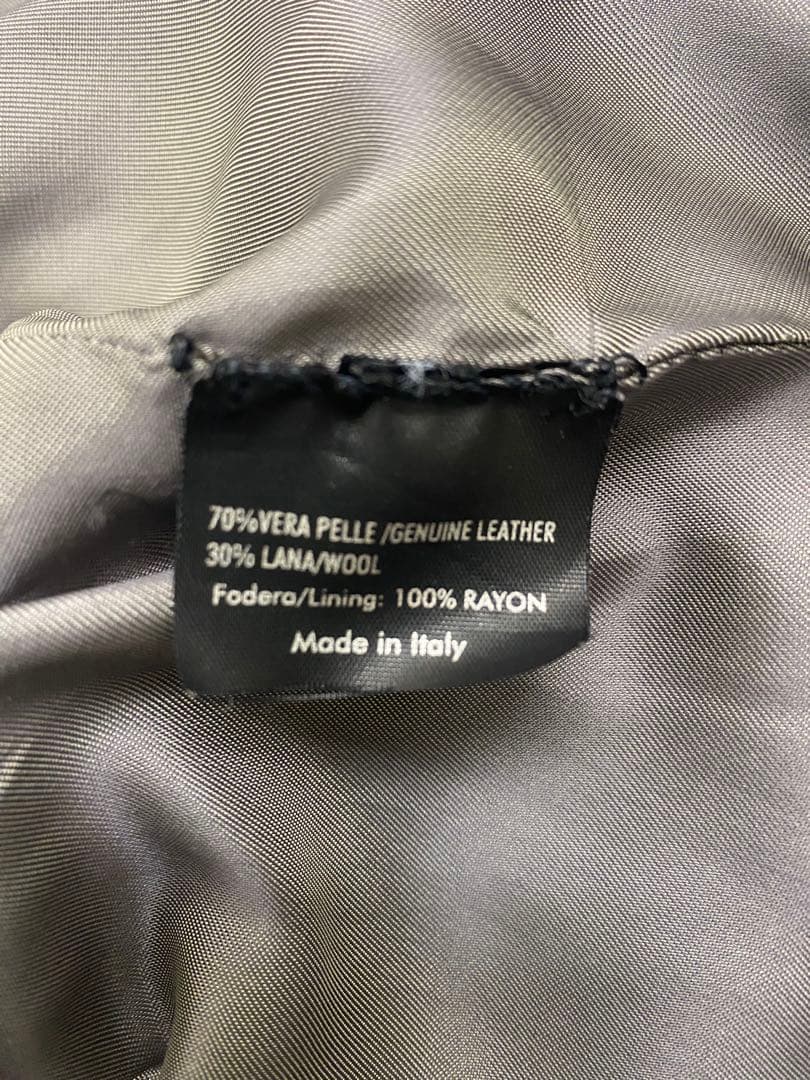 70%VERA PELLE/GENUINE LEATHER
30% LANA/WOOL
Fodera/Lining: 100% RAYON
Made in Italy